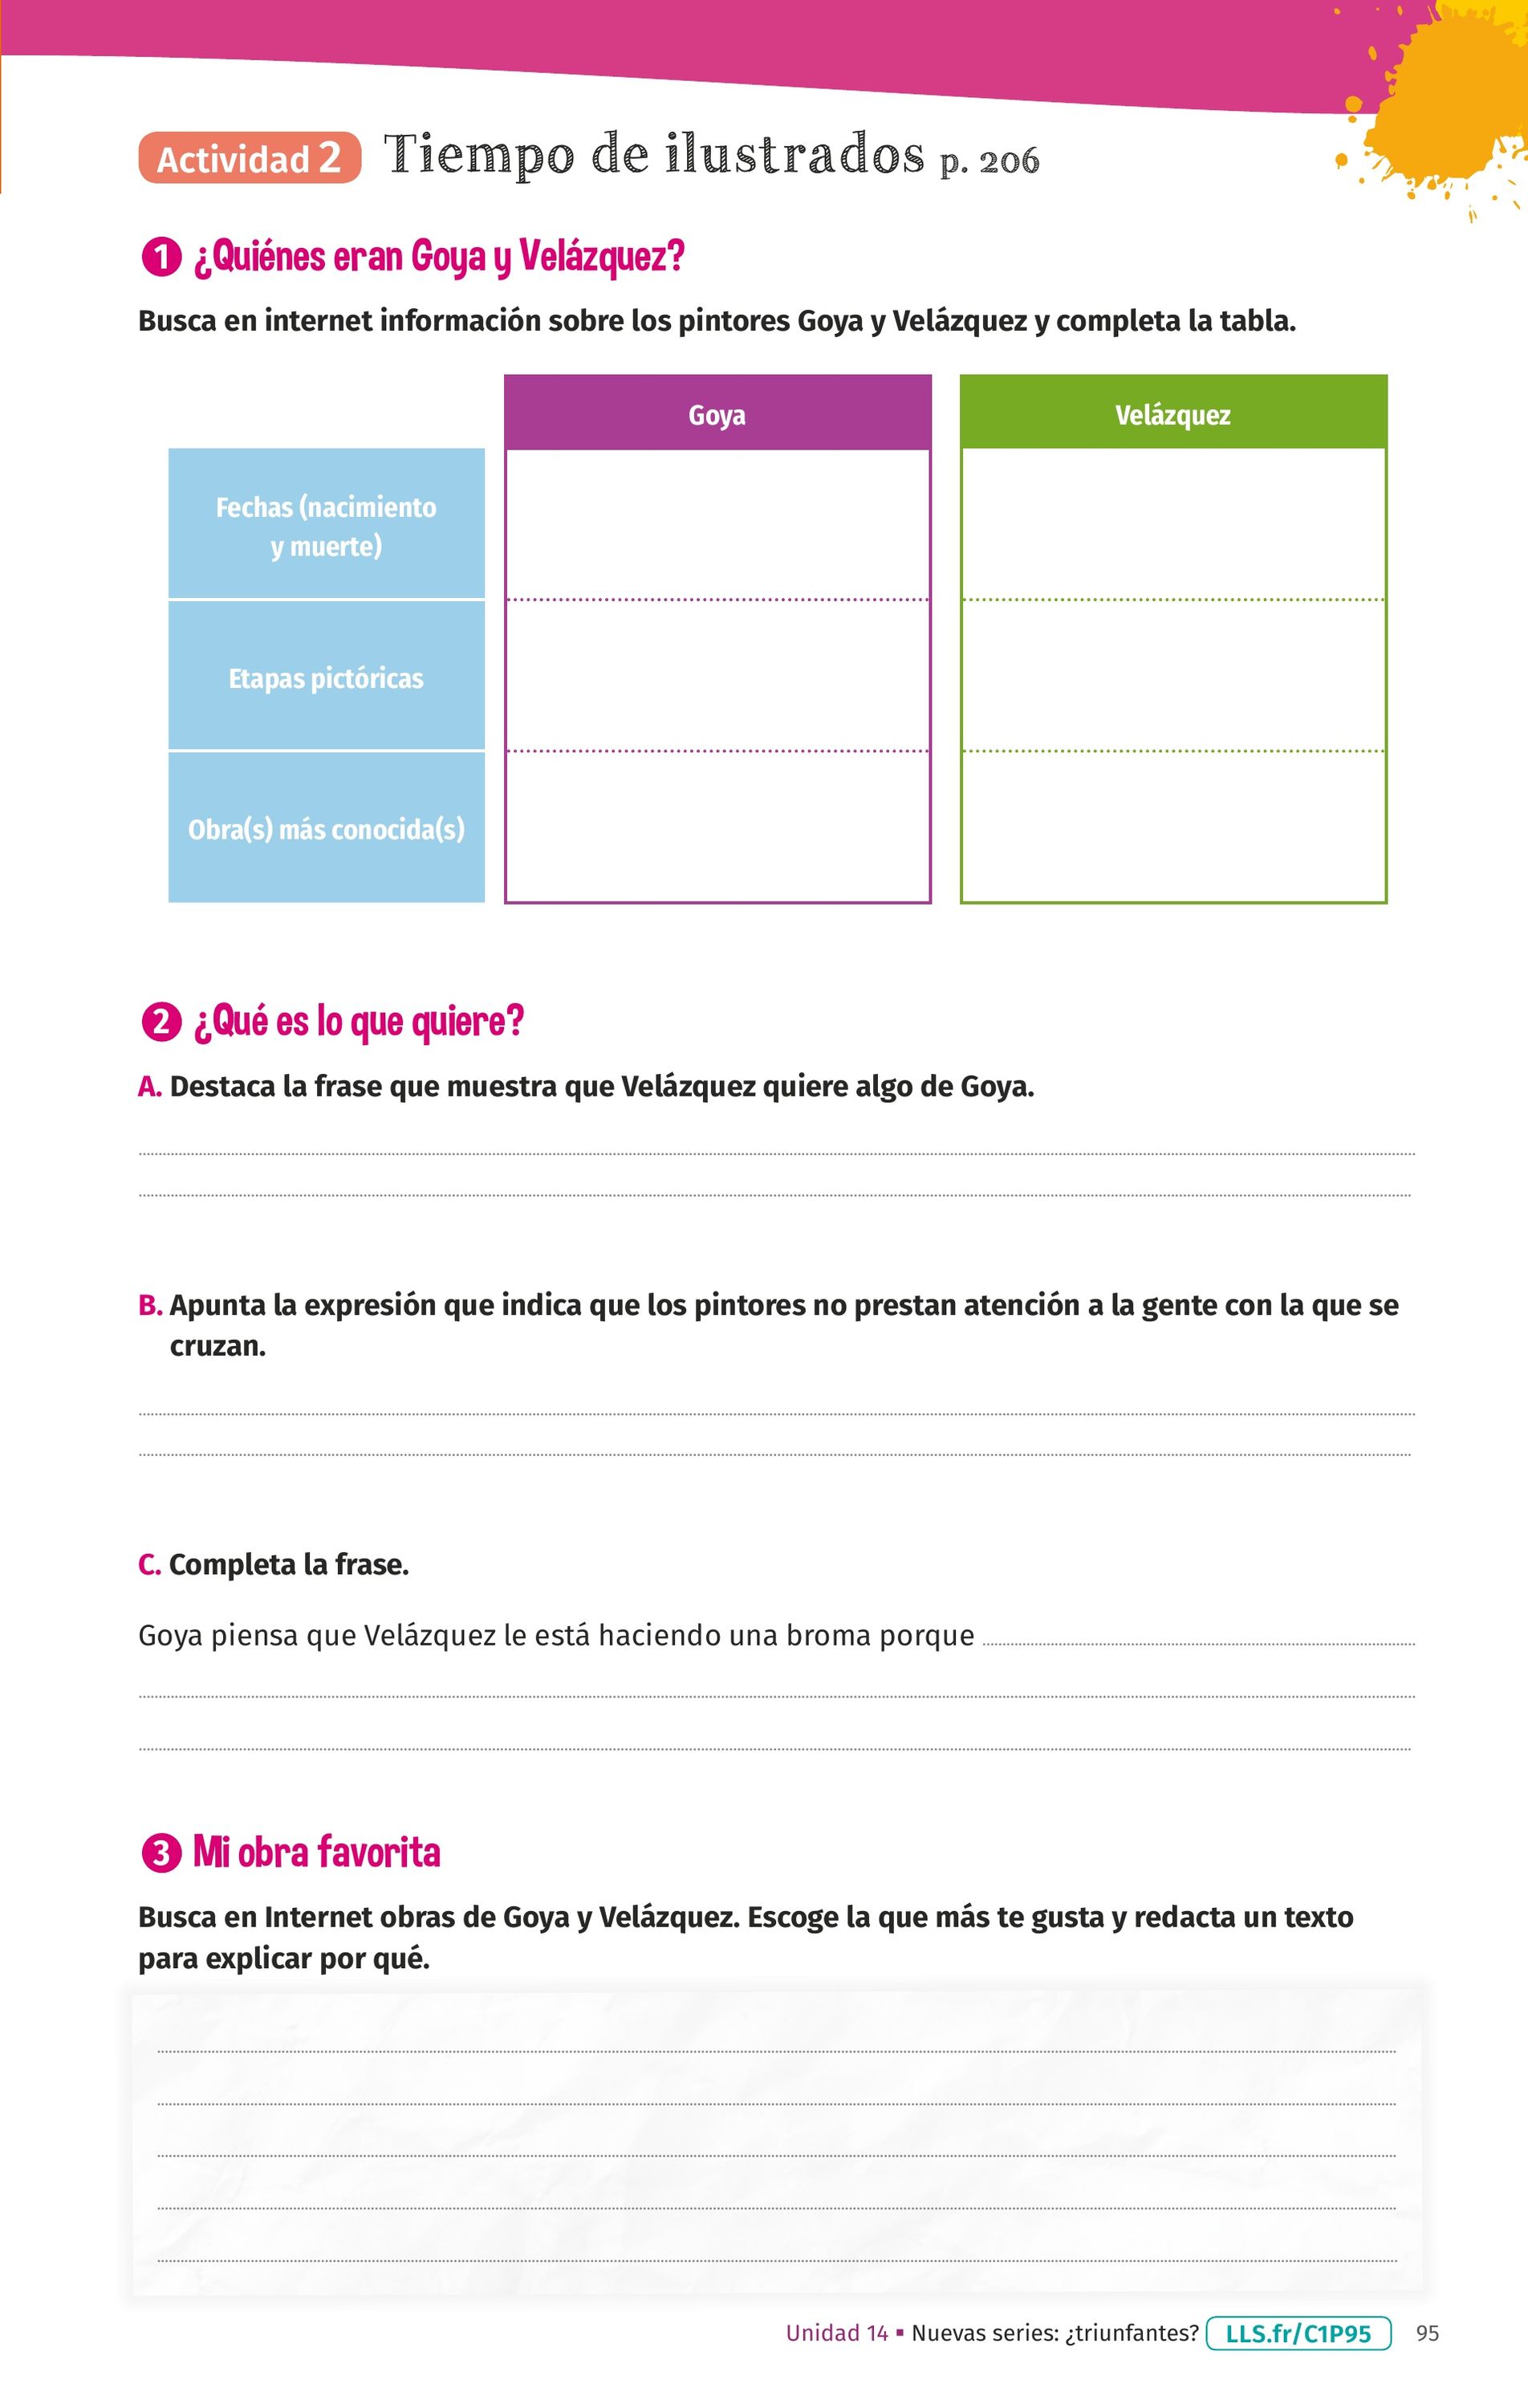 Actividad 2 Tiempo de ilustrados p. 206
1 ¿Quiénes eran Goya y Velázquez?
Busca en internet información sobre los pintores Goya y Velázquez y completa la tabla.
Goya
Velázquez
Fechas (nacimiento
y muerte)
Etapas pictóricas
Obra(s) más conocida(s)
2 ¿Qué es lo que quiere?
A. Destaca la frase que muestra que Velázquez quiere algo de Goya.
B. Apunta la expresión que indica que los pintores no prestan atención a la gente con la que se
cruzan.
C. Completa la frase.
Goya piensa que Velázquez le está haciendo una broma porque
3 Mi obra favorita
Busca en Internet obras de Goya y Velázquez. Escoge la que más te gusta y redacta un texto
para explicar por qué.
Unidad 14 ▪ Nuevas series: ¿triunfantes? LLS.fr/C1P95 95